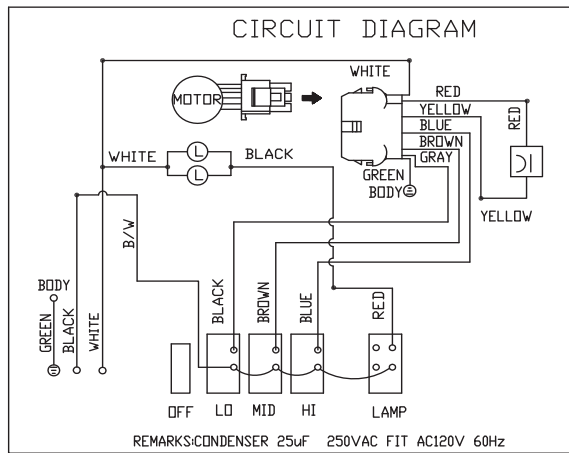 CIRCUIT DIAGRAM
WHITE
MOTOR
RED
YELLOW
BLUE
BROWN
GRAY
RED
WHITE
L
BLACK
L
GREEN
BODY
YELLOW
B/W
BODY
GREEN
BLACK
WHITE
BLACK
BROWN
BLUE
RED
OFF
LO
MID
HI
LAMP
REMARKS:CONDENSER 25uF 250VAC FIT AC120V 60Hz